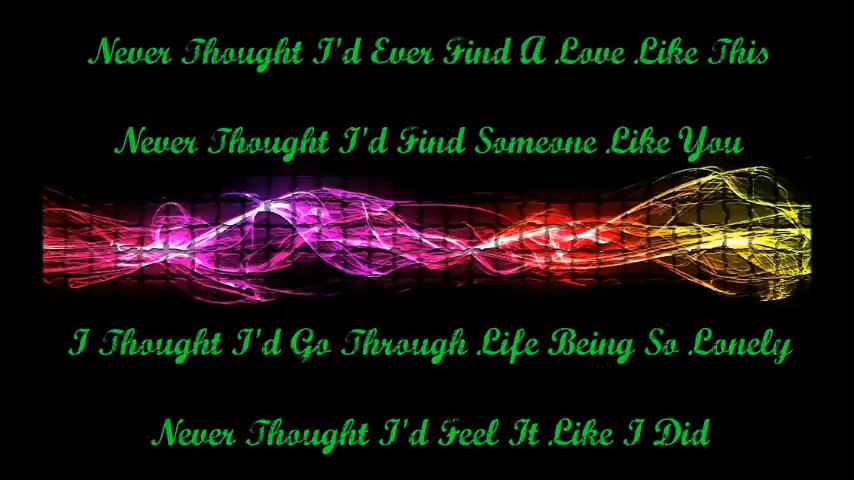 Never Thought I'd Ever Find A Love Like This
Never Thought I'd Find Someone Like You
I Thought I'd Go Through Life Being So Lonely
Never Thought I'd Feel It Like I Did